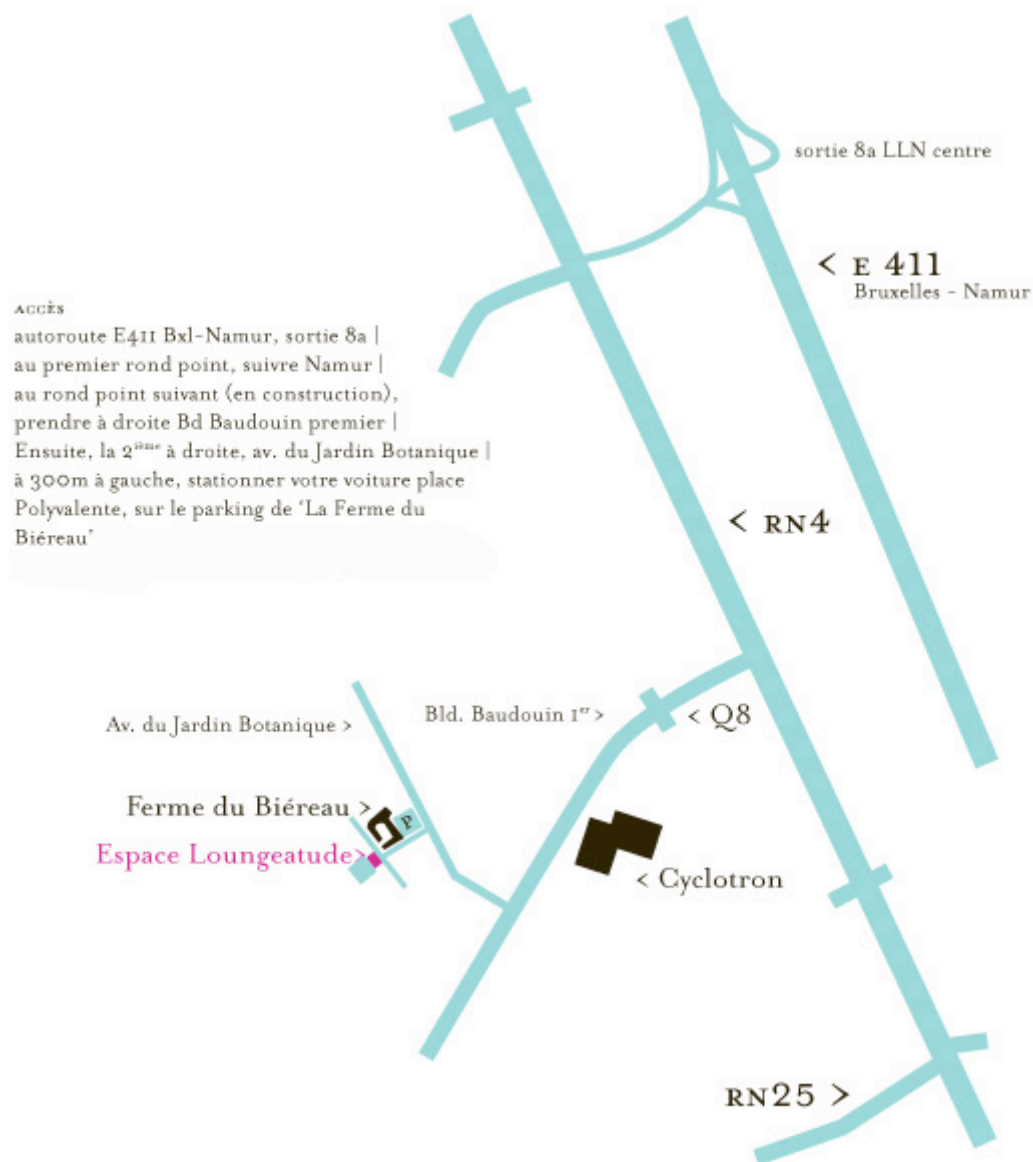 sortie 8a LLN centre
< E 411
Bruxelles - Namur
ACCÈS
autoroute E411 Bxl-Namur, sortie 8a |
au premier rond point, suivre Namur |
au rond point suivant (en construction),
prendre à droite Bd Baudouin premier |
Ensuite, la 2ième à droite, av. du Jardin Botanique |
à 300m à gauche, stationner votre voiture place
Polyvalente, sur le parking de ‘La Ferme du
Biéreau’
< RN4
Av. du Jardin Botanique >
Bld. Baudouin 1er >
< Q8
Ferme du Biéreau >
P
Espace Loungeatude>
< Cyclotron
RN25 >